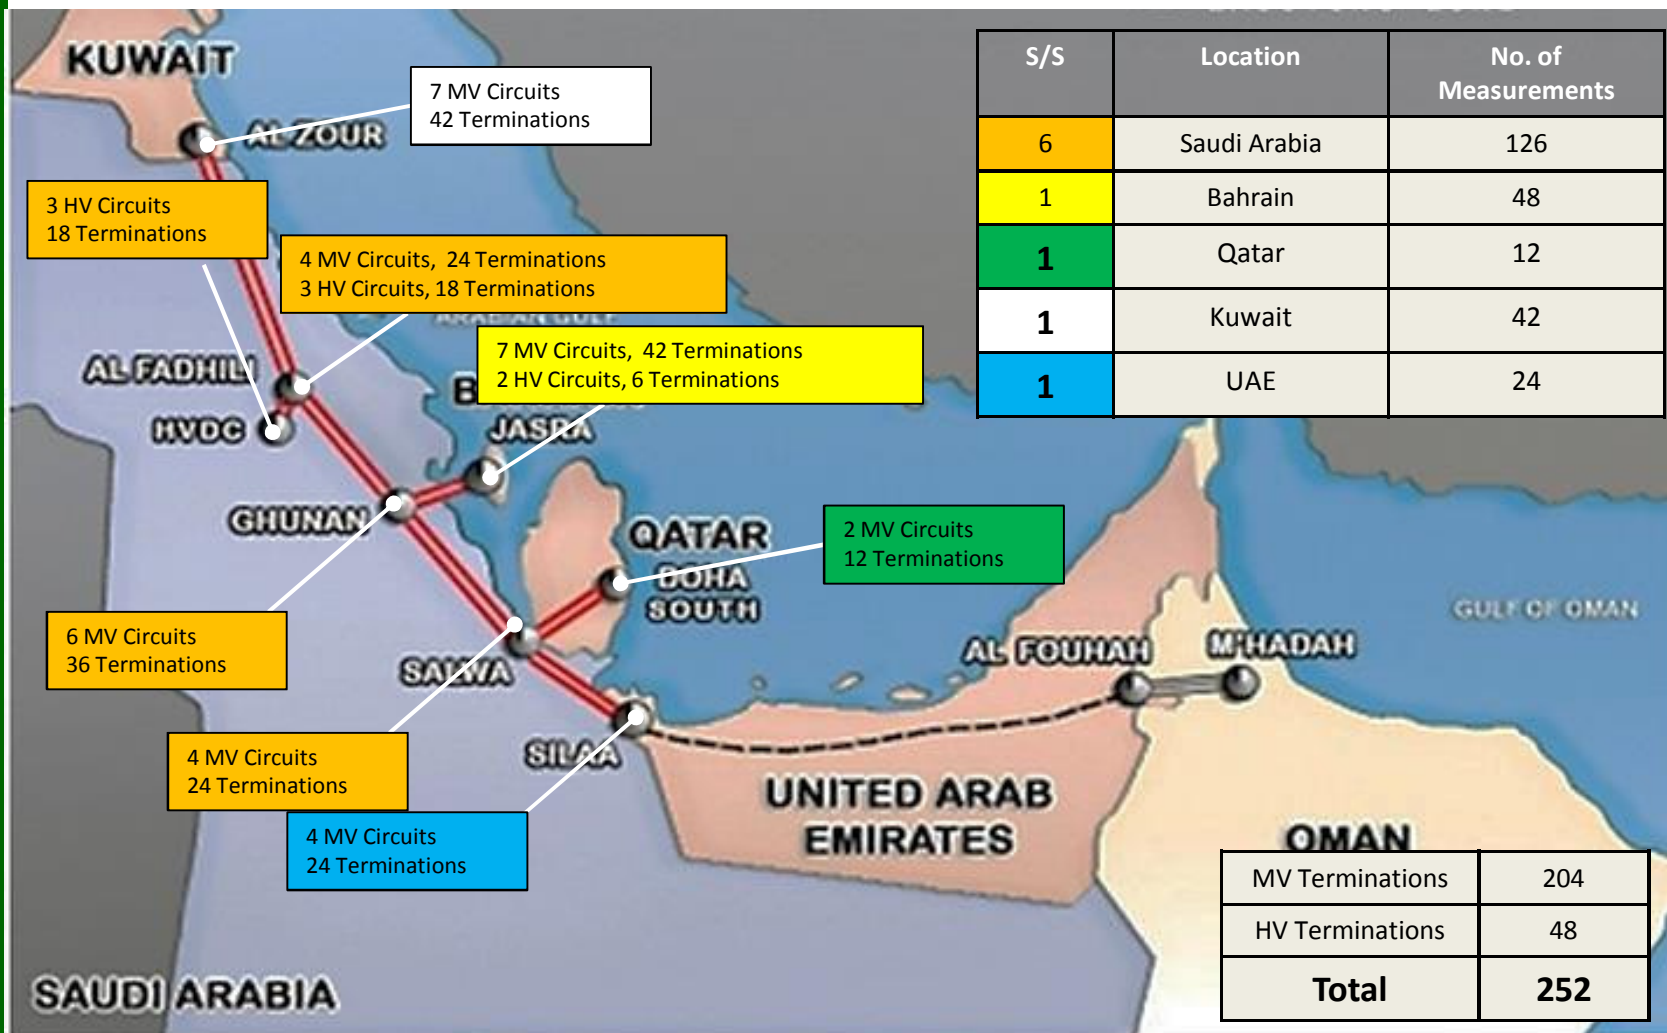 KUWAIT
AL ZOUR
7 MV Circuits
42 Terminations
S/S Location No. of Measurements
6 Saudi Arabia 126
1 Bahrain 48
1 Qatar 12
1 Kuwait 42
1 UAE 24
3 HV Circuits
18 Terminations
4 MV Circuits, 24 Terminations
3 HV Circuits, 18 Terminations
ARABIAN GULF
7 MV Circuits, 42 Terminations
2 HV Circuits, 6 Terminations
AL FADHILI
HVDC
JASRA
GHUNAN
QATAR
DOHA
SOUTH
2 MV Circuits
12 Terminations
GULF OF OMAN
6 MV Circuits
36 Terminations
SALWA
AL FOUHAH
M'HADAH
4 MV Circuits
24 Terminations
SILAA
4 MV Circuits
24 Terminations
UNITED ARAB
EMIRATES
OMAN
MV Terminations 204
HV Terminations 48
Total 252
SAUDI ARABIA